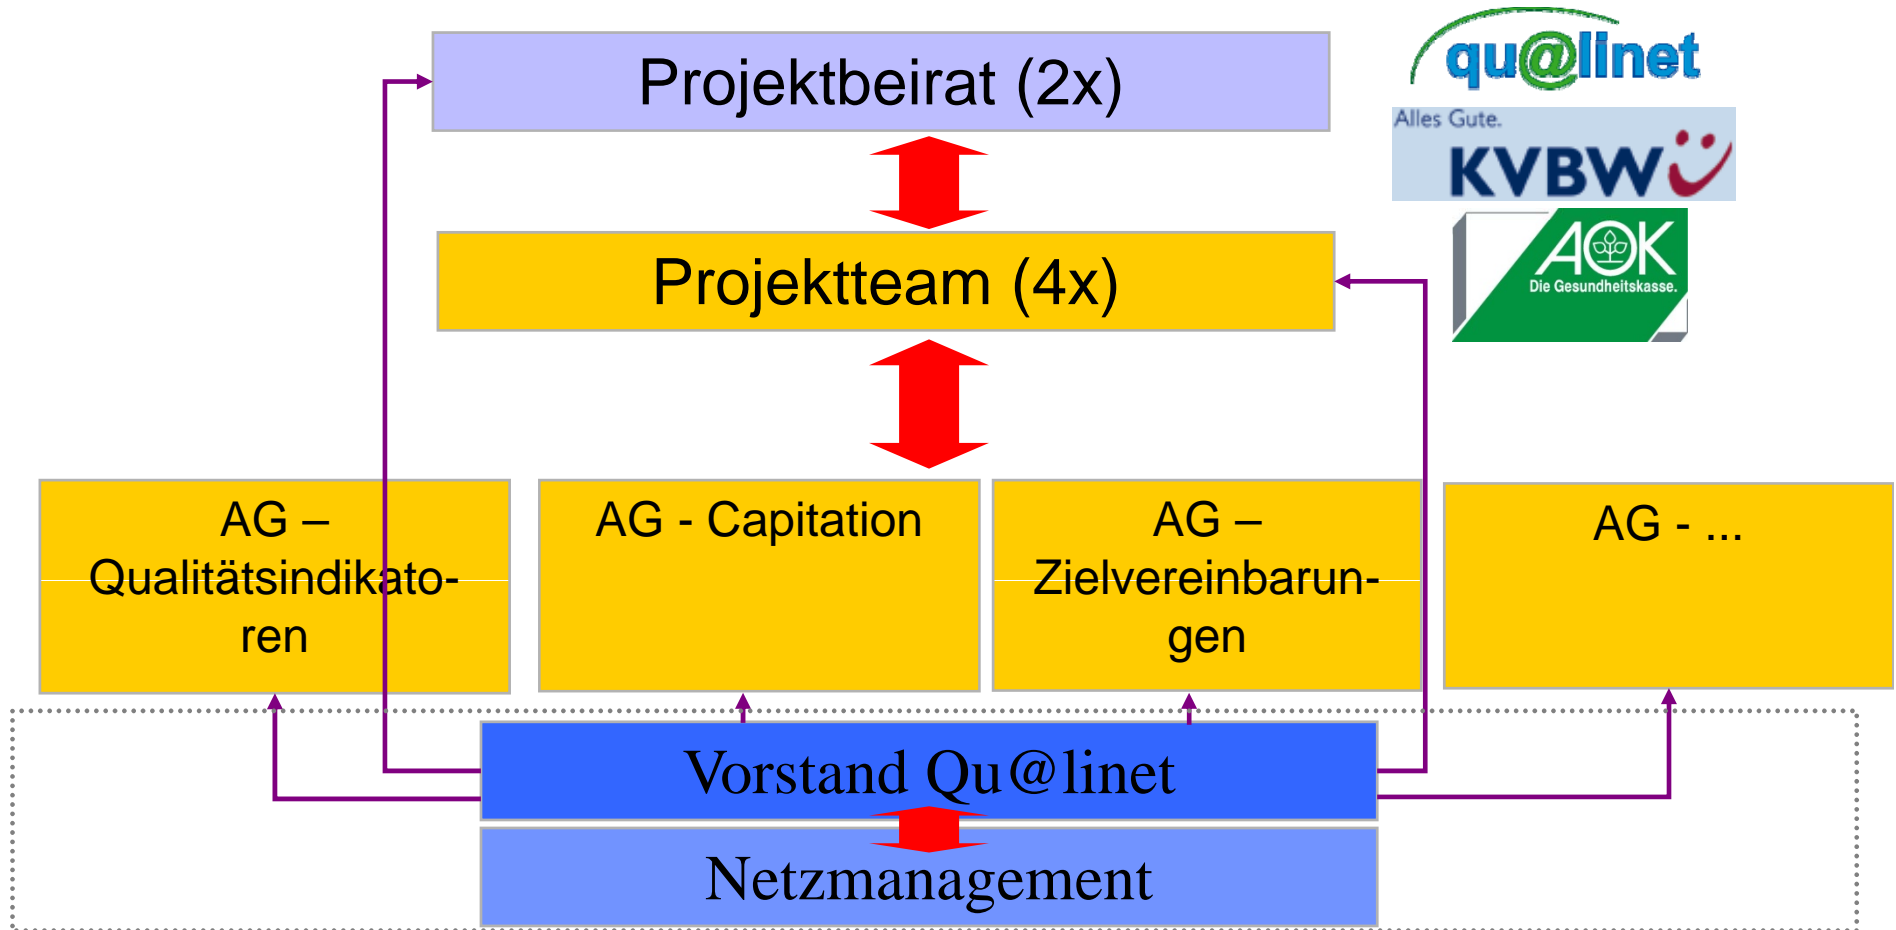 Projektbeirat (2x)
qu@linet
Alles Gute.
KVBW
Projektteam (4x)
AOK
Die Gesundheitskasse.
AG –
Qualitätsindikato-
ren
AG - Capitation
AG –
Zielvereinbarun-
gen
AG - ...
Vorstand Qu@linet
Netzmanagement